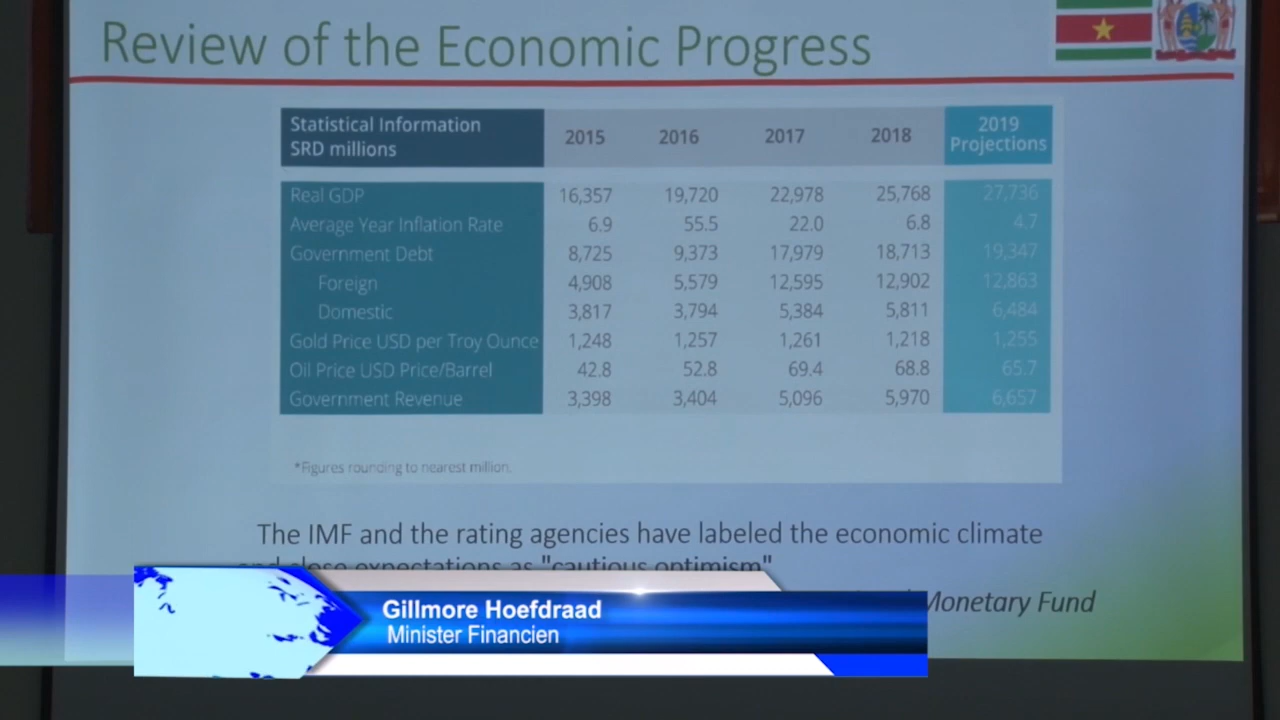 Review of the Economic Progress
Statistical Information 2015 2016 2017 2018 2019
SRD millions Projections
Real GDP 16,357 19,720 22,978 25,768 27,736
Average Year Inflation Rate 6.9 55.5 22.0 6.8 4.7
Government Debt 8,725 9,373 17,979 18,713 19,347
Foreign 4,908 5,579 12,595 12,902 12,863
Domestic 3,817 3,794 5,384 5,811 6,484
Gold Price USD per Troy Ounce 1,248 1,257 1,261 1,218 1,255
Oil Price USD Price/Barrel 42.8 52.8 69.4 68.8 65.7
Government Revenue 3,398 3,404 5,096 5,970 6,657
*Figures rounding to nearest million.
The IMF and the rating agencies have labeled the economic climate
and close expectations as "cautious optimism"
Monetary Fund
Gillmore Hoefdraad
Minister Financien